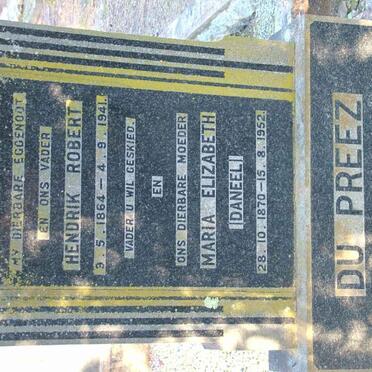 MY DIERBARE EGGENOOT
EN ONS VADER
HENDRIK ROBERT
3. 5. 1864 — 4. 9. 1941.
VADER U WIL GESKIED.
EN
ONS DIERBARE MOEDER
MARIA ELIZABETH
(DANEEL)
28. 10. 1870 — 15. 8. 1952.
DU PREEZ